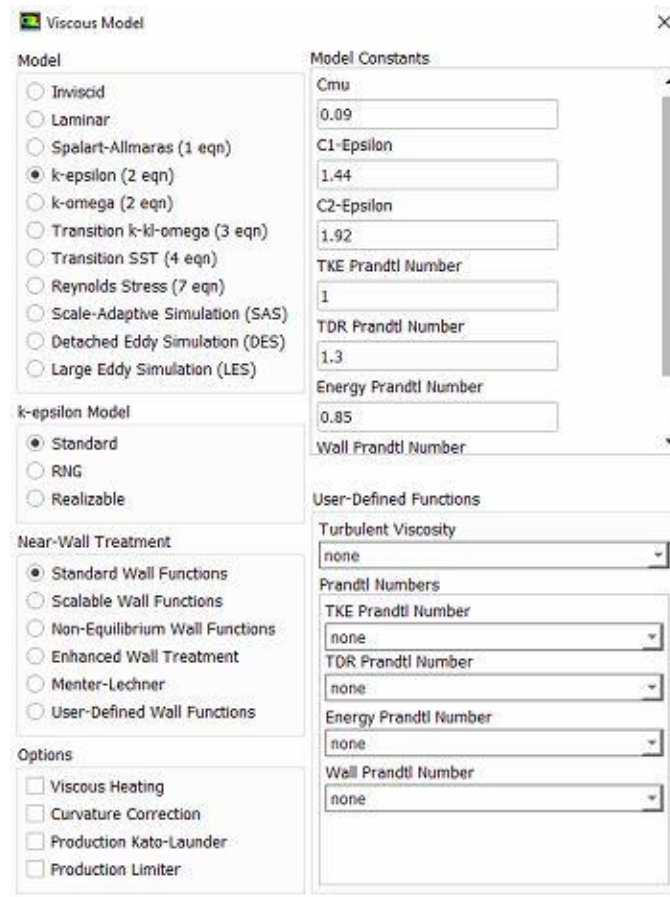 Viscous Model
Model
Inviscid
Laminar
Spalart-Allmaras (1 eqn)
k-epsilon (2 eqn)
k-omega (2 eqn)
Transition k-kl-omega (3 eqn)
Transition SST (4 eqn)
Reynolds Stress (7 eqn)
Scale-Adaptive Simulation (SAS)
Detached Eddy Simulation (DES)
Large Eddy Simulation (LES)
k-epsilon Model
Standard
RNG
Realizable
Near-Wall Treatment
Standard Wall Functions
Scalable Wall Functions
Non-Equilibrium Wall Functions
Enhanced Wall Treatment
Menter-Lechner
User-Defined Wall Functions
Options
Viscous Heating
Curvature Correction
Production Kato-Launder
Production Limiter
Model Constants
Cmu
0.09
C1-Epsilon
1.44
C2-Epsilon
1.92
TKE Prandtl Number
1
TDR Prandtl Number
1.3
Energy Prandtl Number
0.85
Wall Prandtl Number
User-Defined Functions
Turbulent Viscosity
none
Prandtl Numbers
TKE Prandtl Number
none
TDR Prandtl Number
none
Energy Prandtl Number
none
Wall Prandtl Number
none